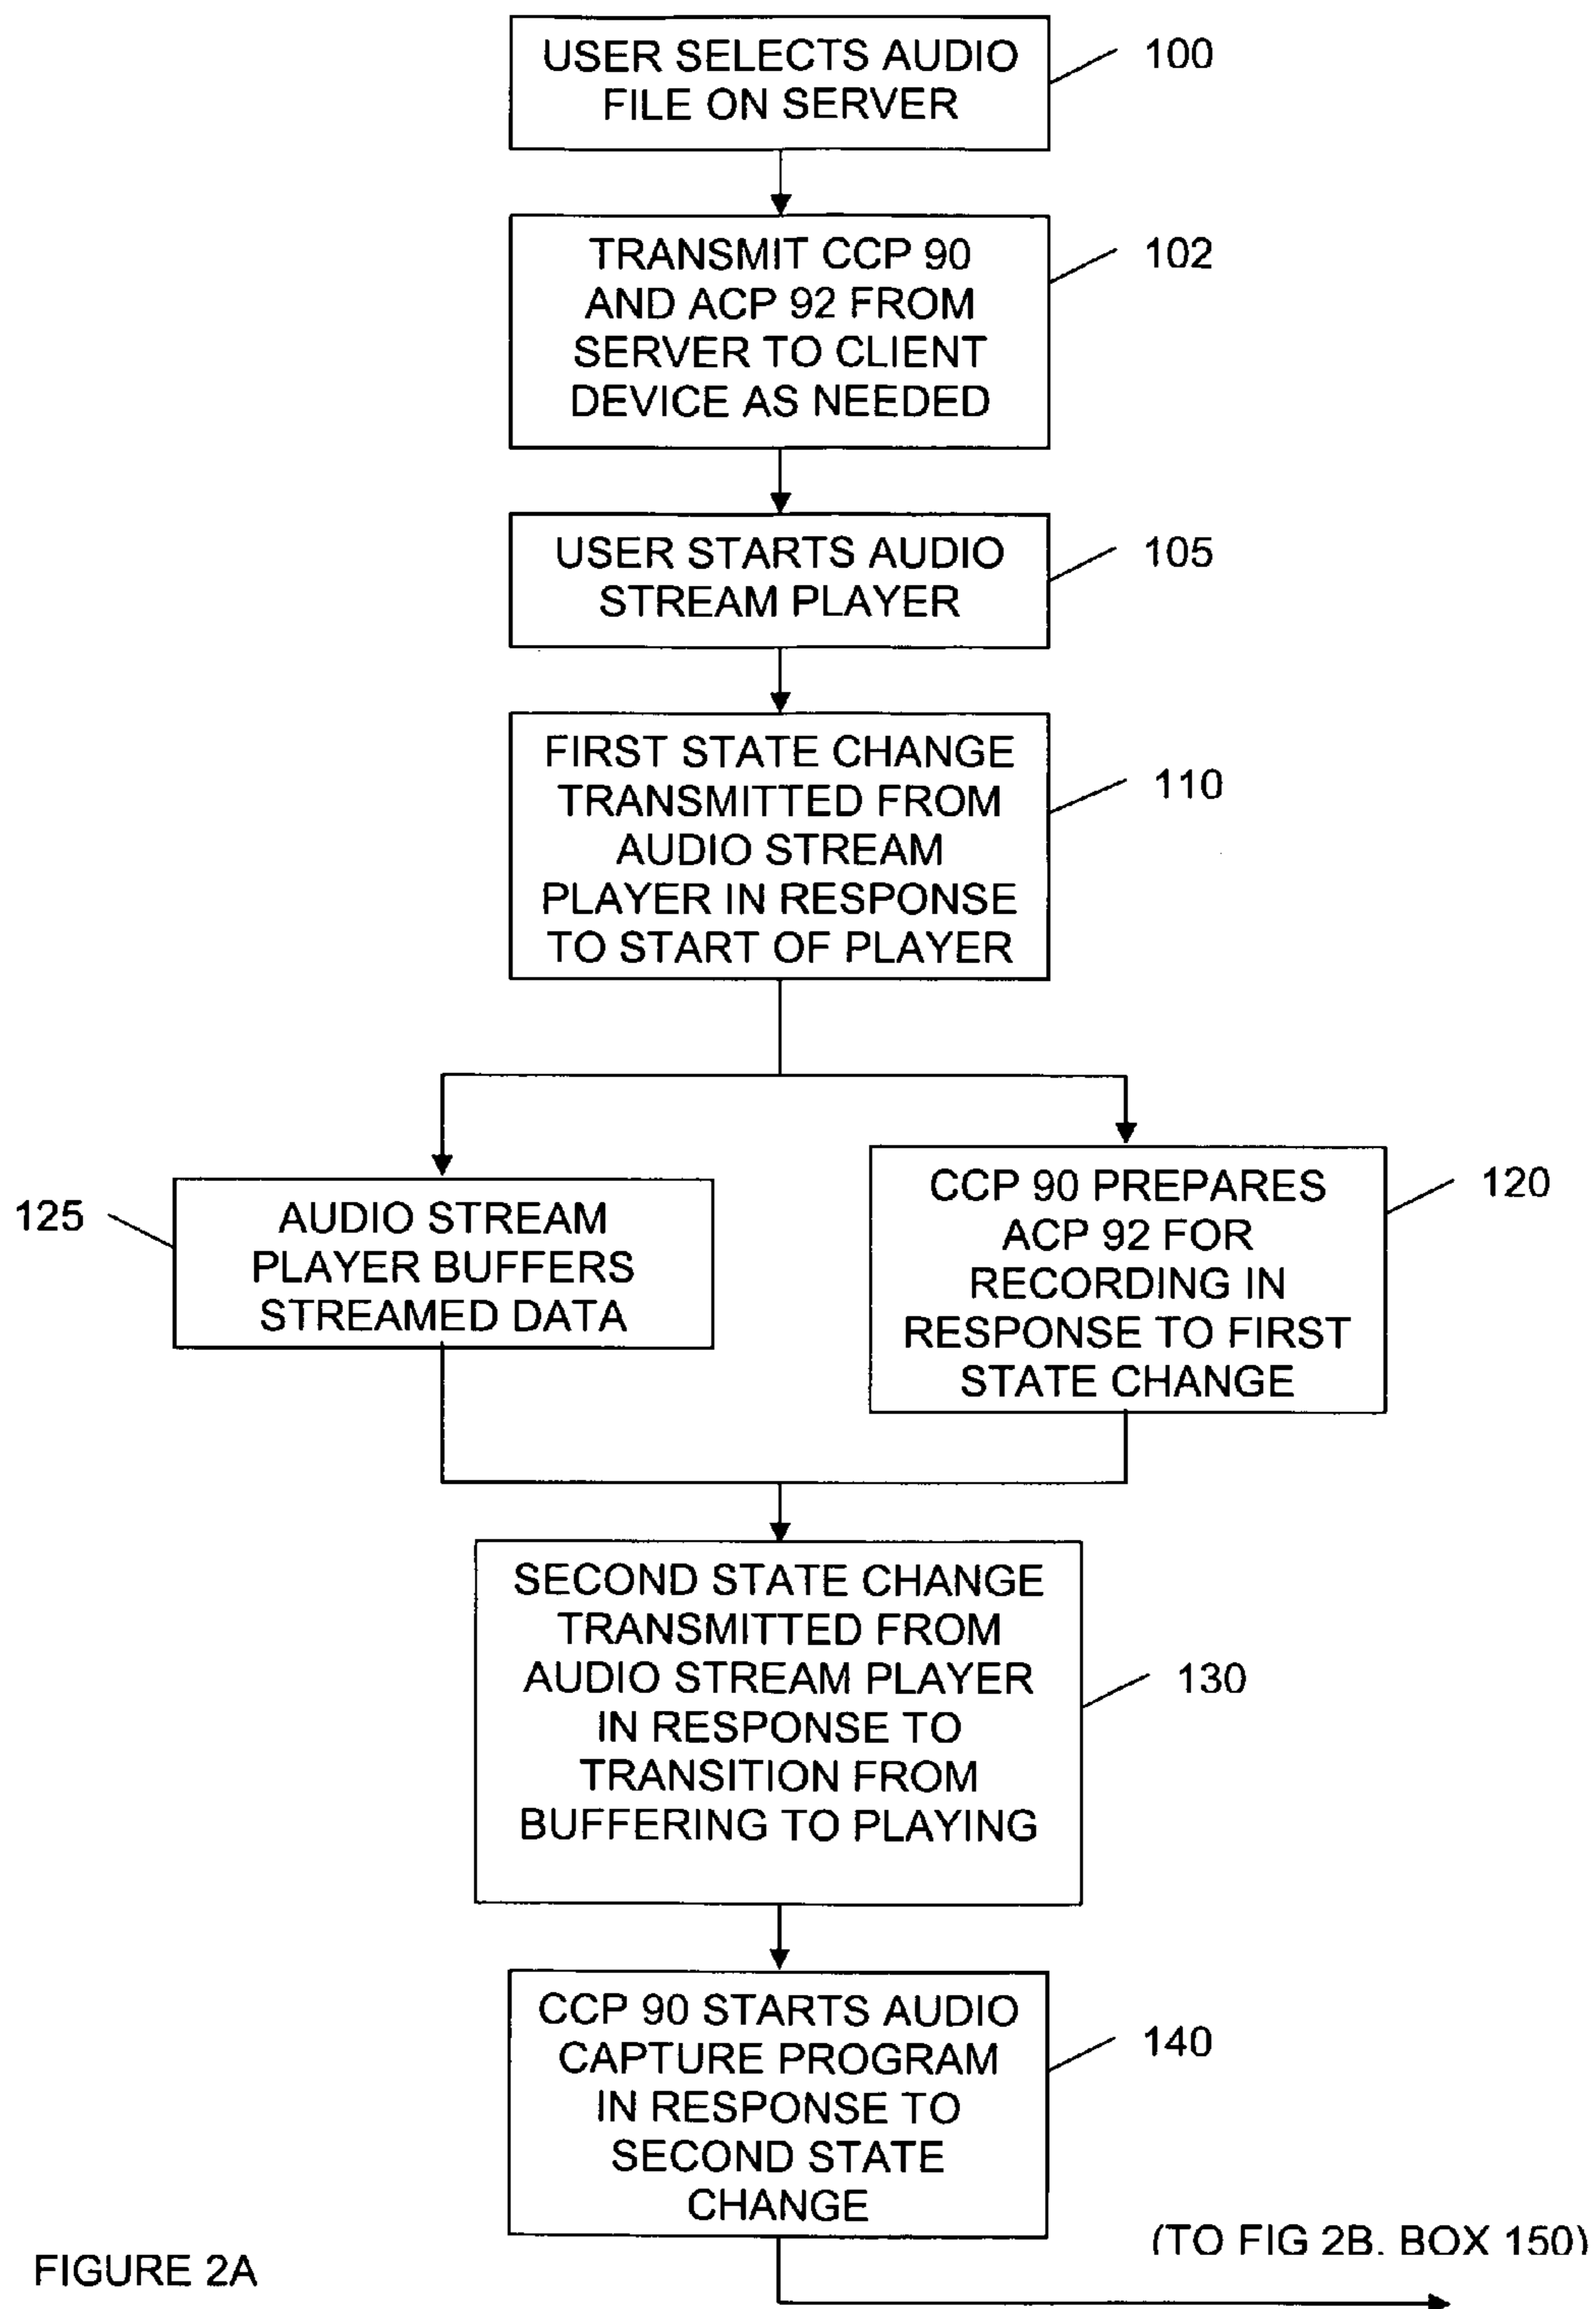 USER SELECTS AUDIO
FILE ON SERVER
100
TRANSMIT CCP 90
AND ACP 92 FROM
SERVER TO CLIENT
DEVICE AS NEEDED
102
USER STARTS AUDIO
STREAM PLAYER
105
FIRST STATE CHANGE
TRANSMITTED FROM
AUDIO STREAM
PLAYER IN RESPONSE
TO START OF PLAYER
110
125
AUDIO STREAM
PLAYER BUFFERS
STREAMED DATA
CCP 90 PREPARES
ACP 92 FOR
RECORDING IN
RESPONSE TO FIRST
STATE CHANGE
120
SECOND STATE CHANGE
TRANSMITTED FROM
AUDIO STREAM PLAYER
IN RESPONSE TO
TRANSITION FROM
BUFFERING TO PLAYING
130
CCP 90 STARTS AUDIO
CAPTURE PROGRAM
IN RESPONSE TO
SECOND STATE
CHANGE
140
(TO FIG 2B. BOX 150)
FIGURE 2A